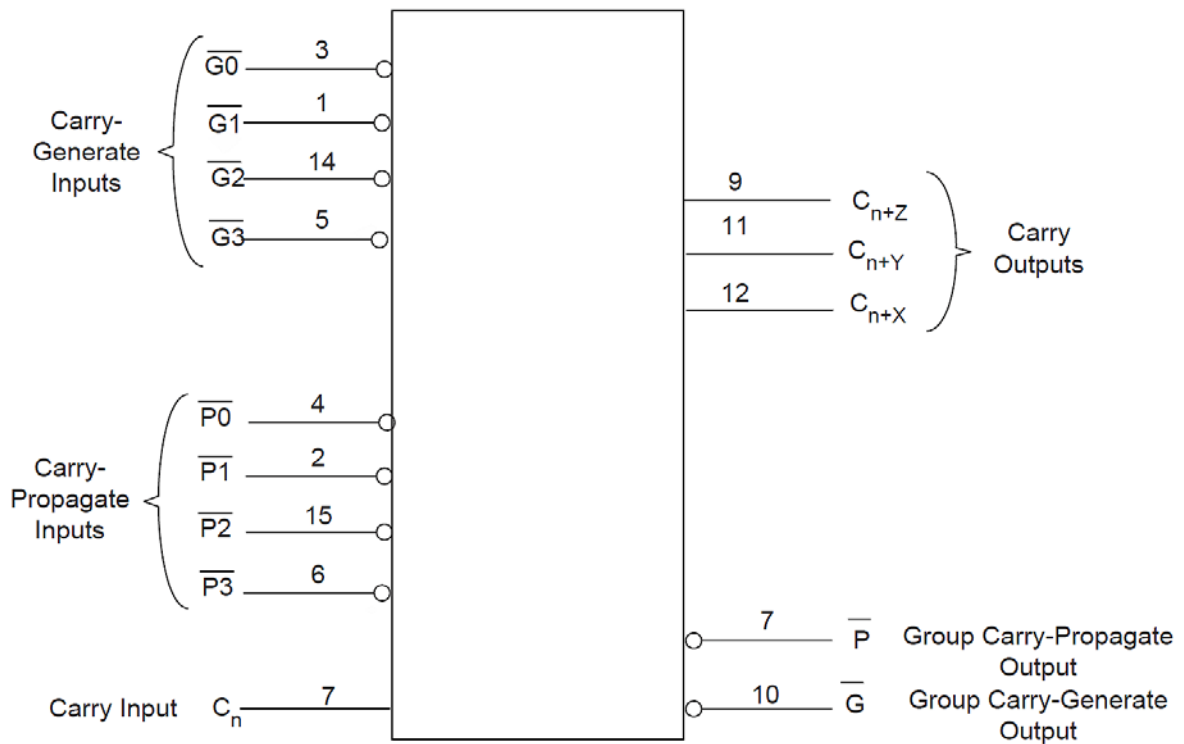 Carry-
Generate
Inputs
G0 3
G1 1
G2 14
G3 5
Carry-
Propagate
Inputs
P0 4
P1 2
P2 15
P3 6
Carry Input Cn 7
9 Cn+Z
11 Cn+Y
12 Cn+X
Carry
Outputs
7 P Group Carry-Propagate
Output
10 G Group Carry-Generate
Output